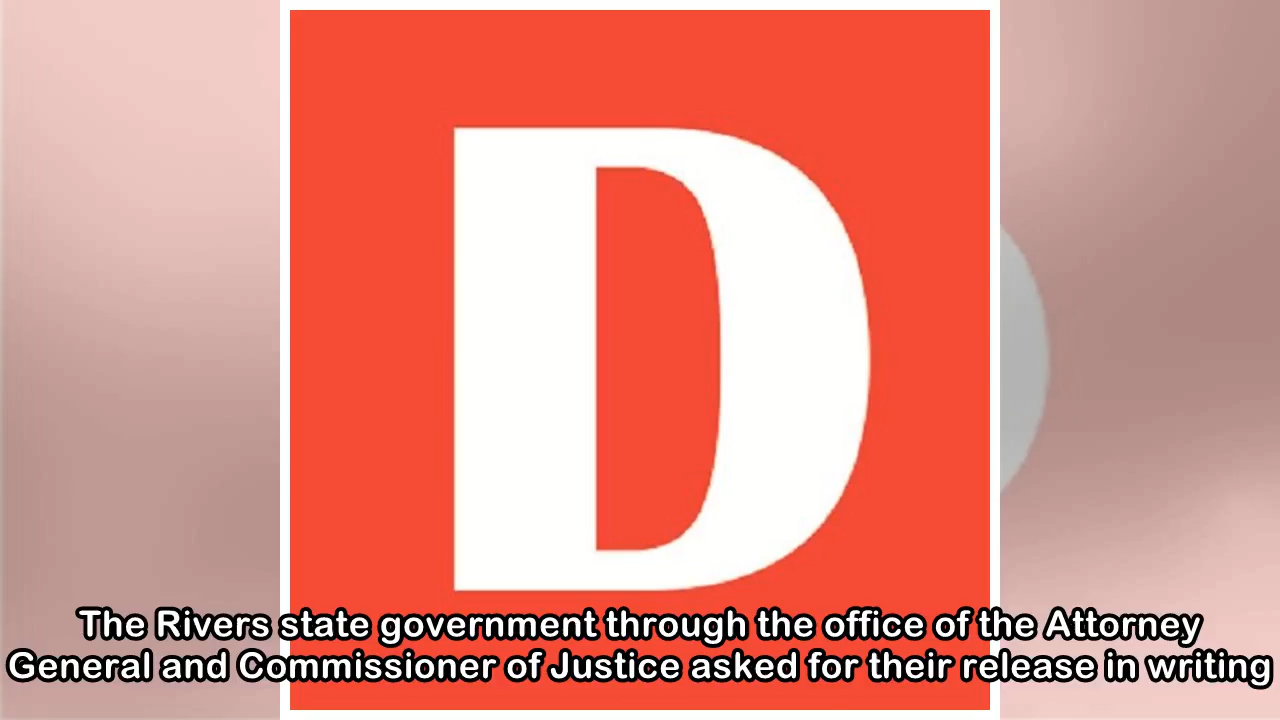 D
The Rivers state government through the office of the Attorney
General and Commissioner of Justice asked for their release in writing